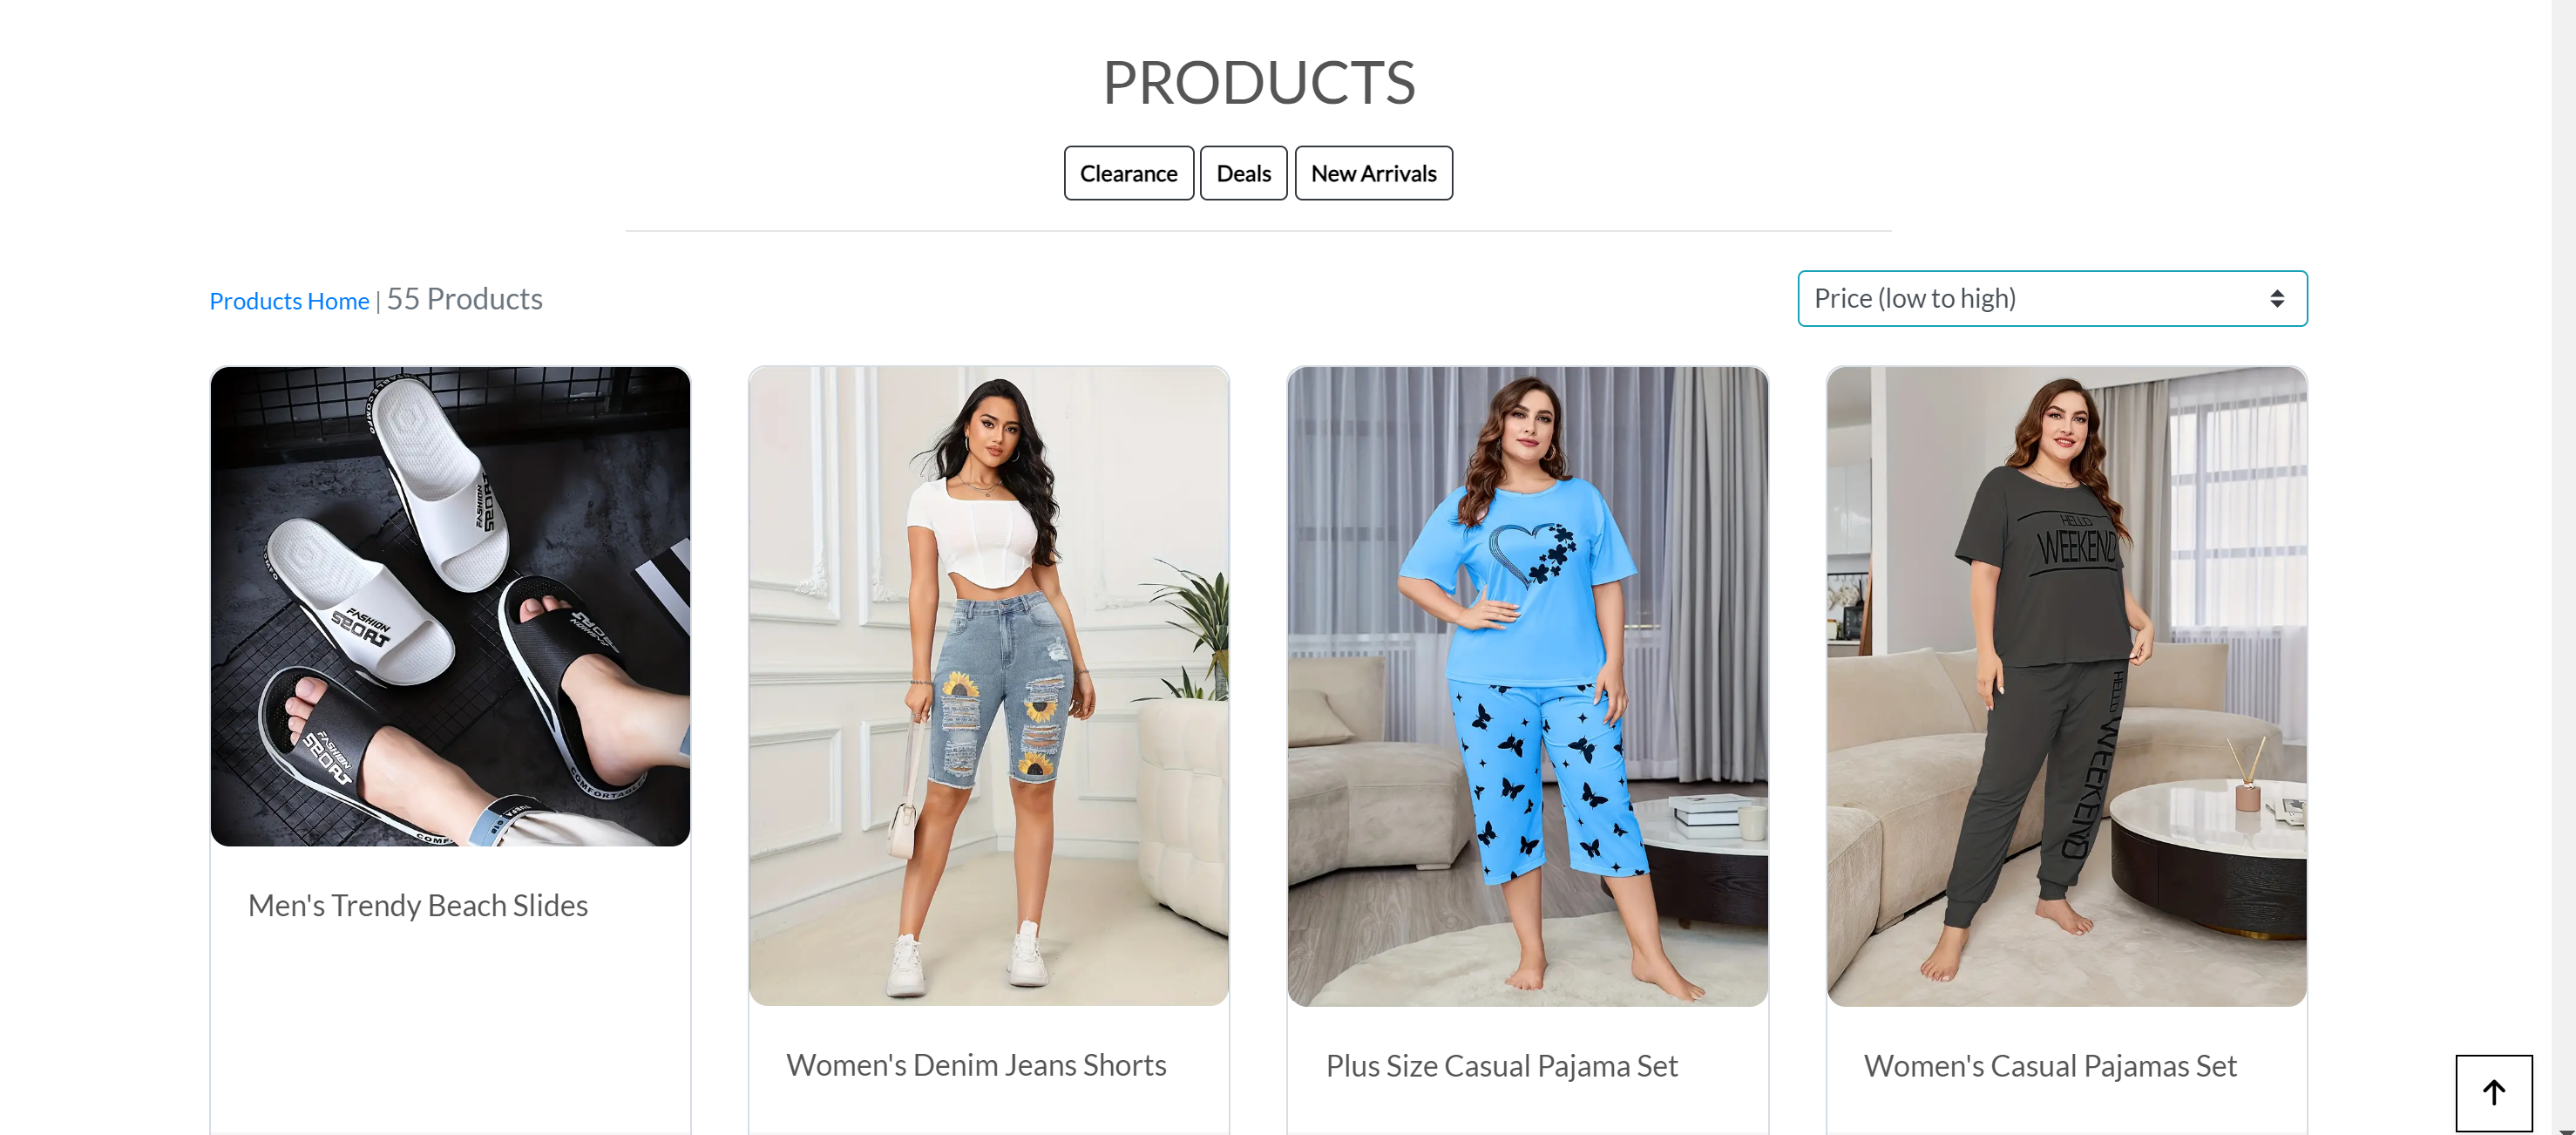 PRODUCTS
Clearance Deals New Arrivals
Products Home | 55 Products
Price (low to high)
FASHION
SPORT
FASHION
SPORT
FASHION
SPORT
COMFORTABLE
HELLO
WEEKEND
HELLO WEEKEND
Men's Trendy Beach Slides
Women's Denim Jeans Shorts
Plus Size Casual Pajama Set
Women's Casual Pajamas Set